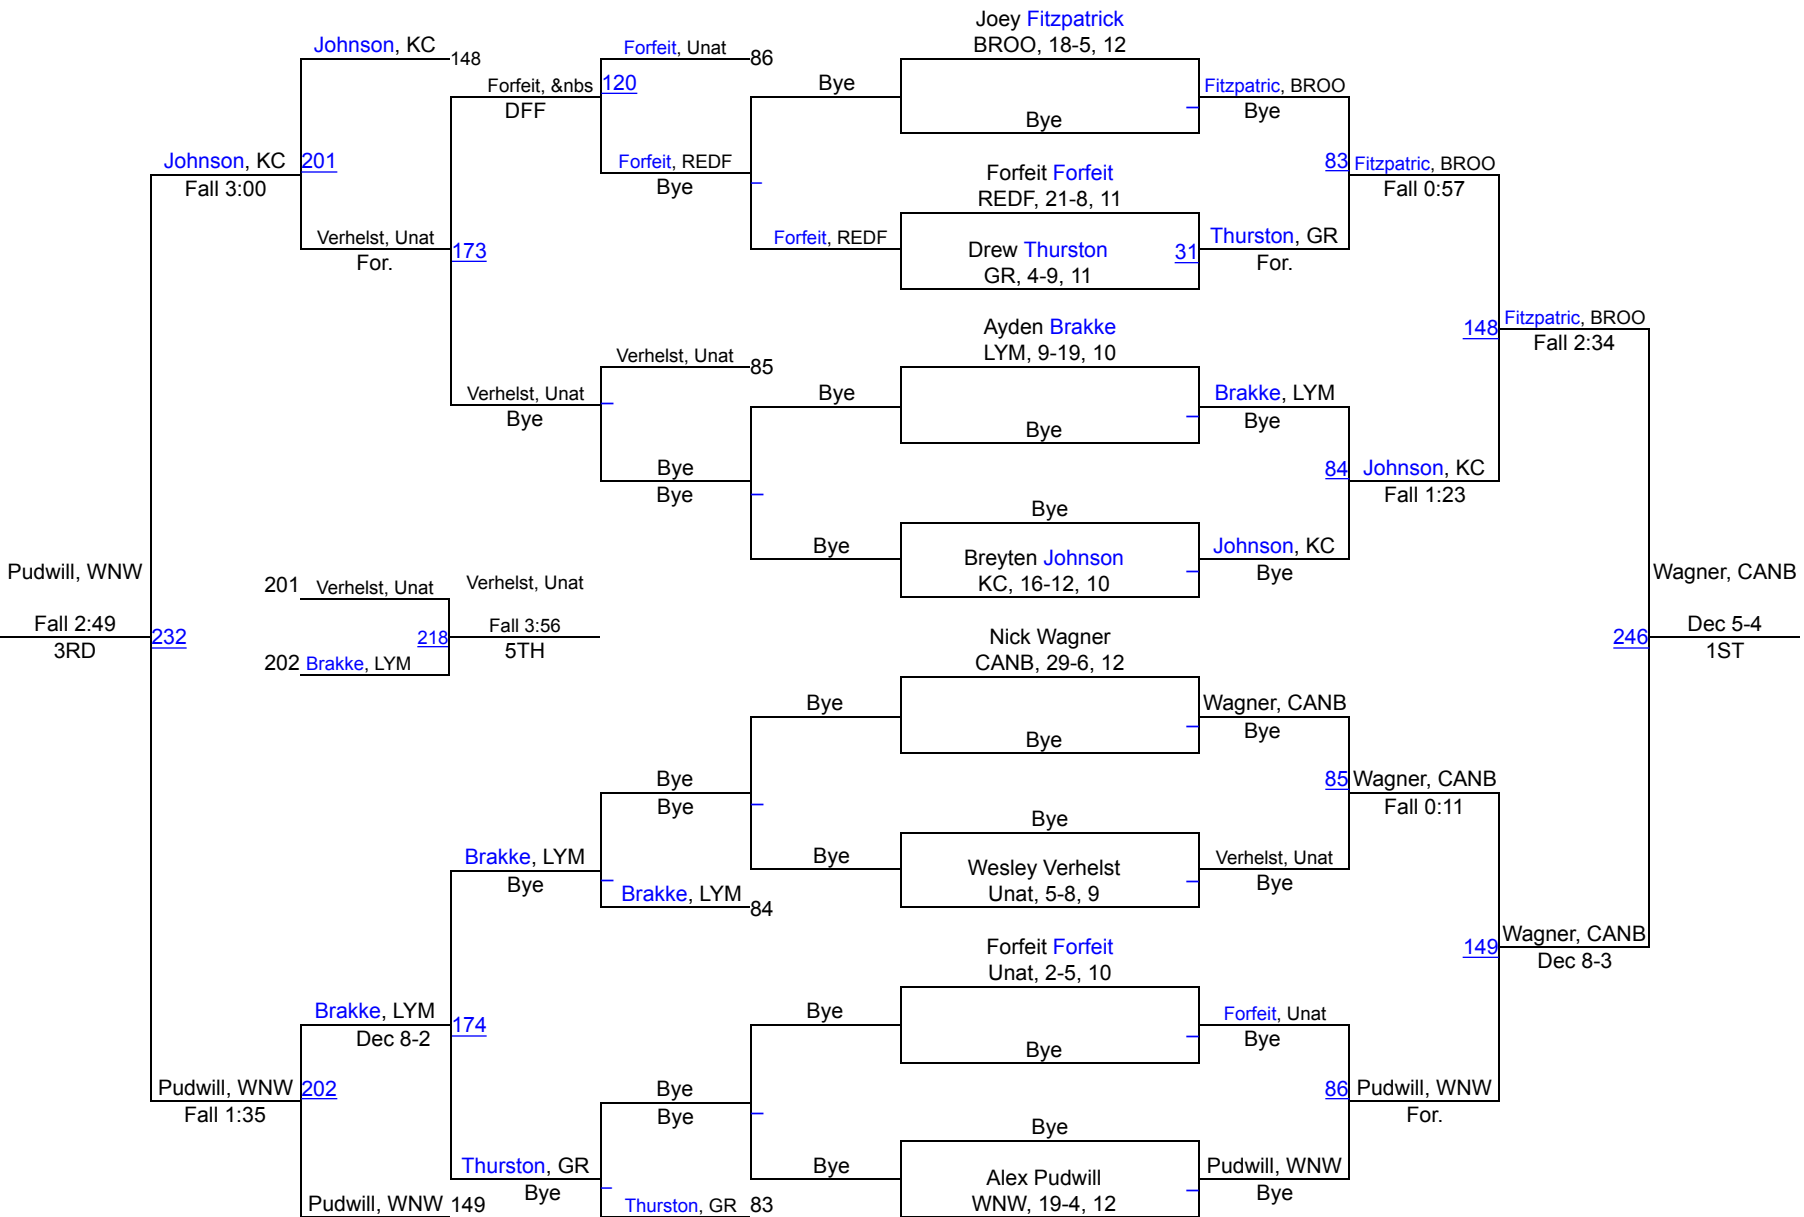 Joey Fitzpatrick
BROO, 18-5, 12
Johnson, KC
148
Forfeit, Unat
86
Forfeit, &nbs
120
DFF
Bye
Fitzpatric, BROO
Bye
Bye
Johnson, KC
201
Fall 3:00
Forfeit, REDF
Bye
Forfeit Forfeit
REDF, 21-8, 11
83
Fitzpatric, BROO
Fall 0:57
Verhelst, Unat
173
For.
Forfeit, REDF
Drew Thurston
GR, 4-9, 11
31
Thurston, GR
For.
Ayden Brakke
LYM, 9-19, 10
148
Fitzpatric, BROO
Fall 2:34
Verhelst, Unat
85
Verhelst, Unat
Bye
Bye
Bye
Brakke, LYM
Bye
Bye
Bye
84
Johnson, KC
Fall 1:23
Bye
Bye
Breyten Johnson
KC, 16-12, 10
Johnson, KC
Bye
Pudwill, WNW
Fall 2:49
3RD
232
201
Verhelst, Unat
Verhelst, Unat
218
Fall 3:56
5TH
202
Brakke, LYM
Wagner, CANB
246
Dec 5-4
1ST
Nick Wagner
CANB, 29-6, 12
Bye
Bye
Wagner, CANB
Bye
Bye
Bye
85
Wagner, CANB
Fall 0:11
Bye
Bye
Wesley Verhelst
Unat, 5-8, 9
Verhelst, Unat
Bye
Brakke, LYM
Bye
Brakke, LYM
84
Forfeit Forfeit
Unat, 2-5, 10
149
Wagner, CANB
Dec 8-3
Brakke, LYM
174
Dec 8-2
Bye
Bye
Forfeit, Unat
Bye
Pudwill, WNW
202
Fall 1:35
Bye
Bye
86
Pudwill, WNW
For.
Bye
Thurston, GR
Bye
Bye
Alex Pudwill
WNW, 19-4, 12
Pudwill, WNW
Bye
Pudwill, WNW
149
Thurston, GR
83